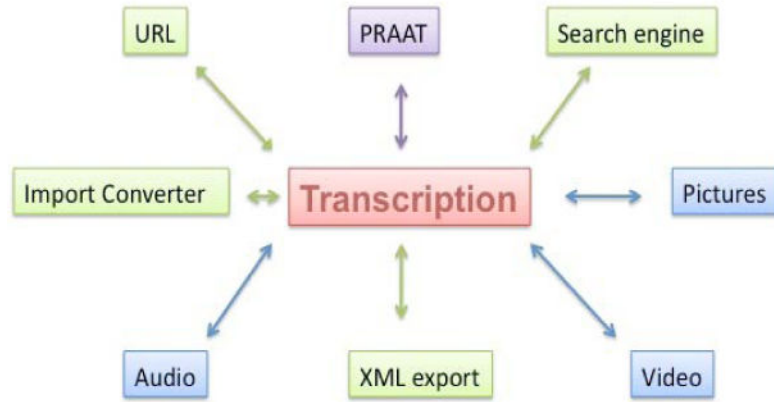 URL
PRAAT
Search engine
Import Converter
Transcription
Pictures
Audio
XML export
Video